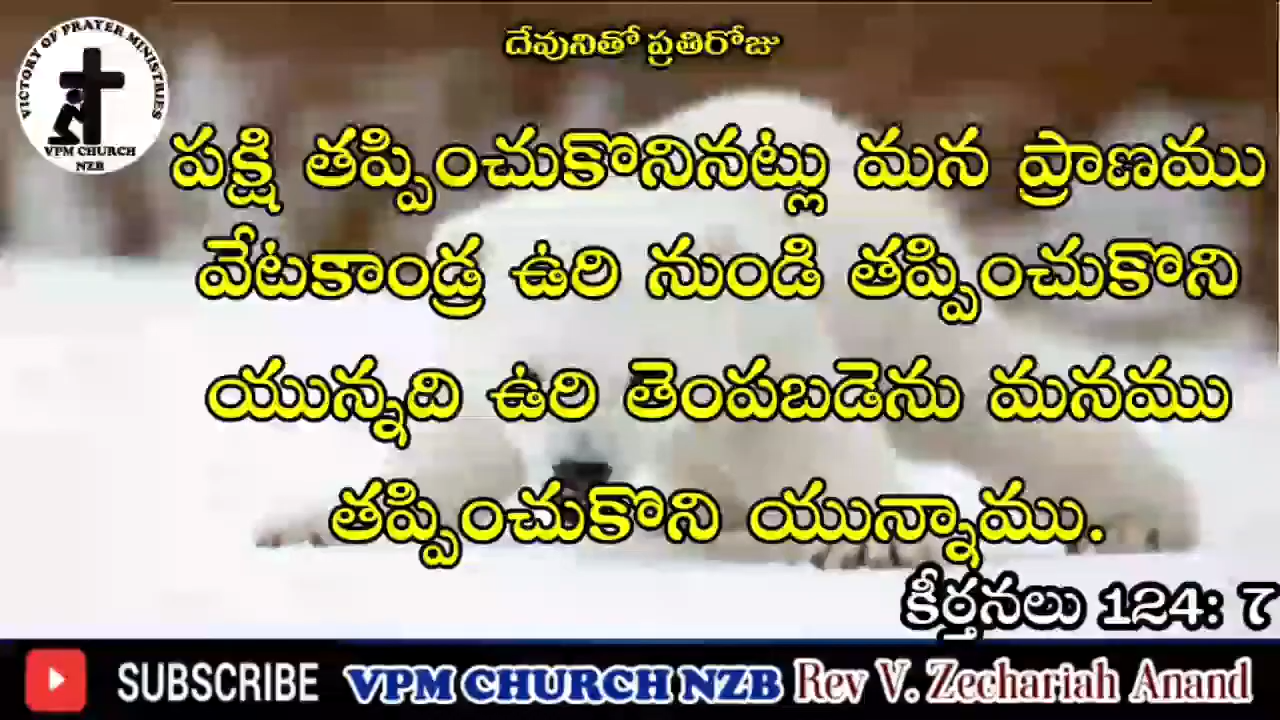 దేవునితో ప్రతిరోజు
VICTORY OF PRAYER MINISTRIES
VPM CHURCH
NZB
పక్షి తప్పించుకొనినట్లు మన ప్రాణము
వేటకాండ్ర ఉరి నుండి తప్పించుకొని
యున్నది ఉరి తెంపబడెను మనము
తప్పించుకొని యున్నాము.
కీర్తనలు 124: 7
SUBSCRIBE VPM CHURCH NZB Rev V. Zechariah Anand